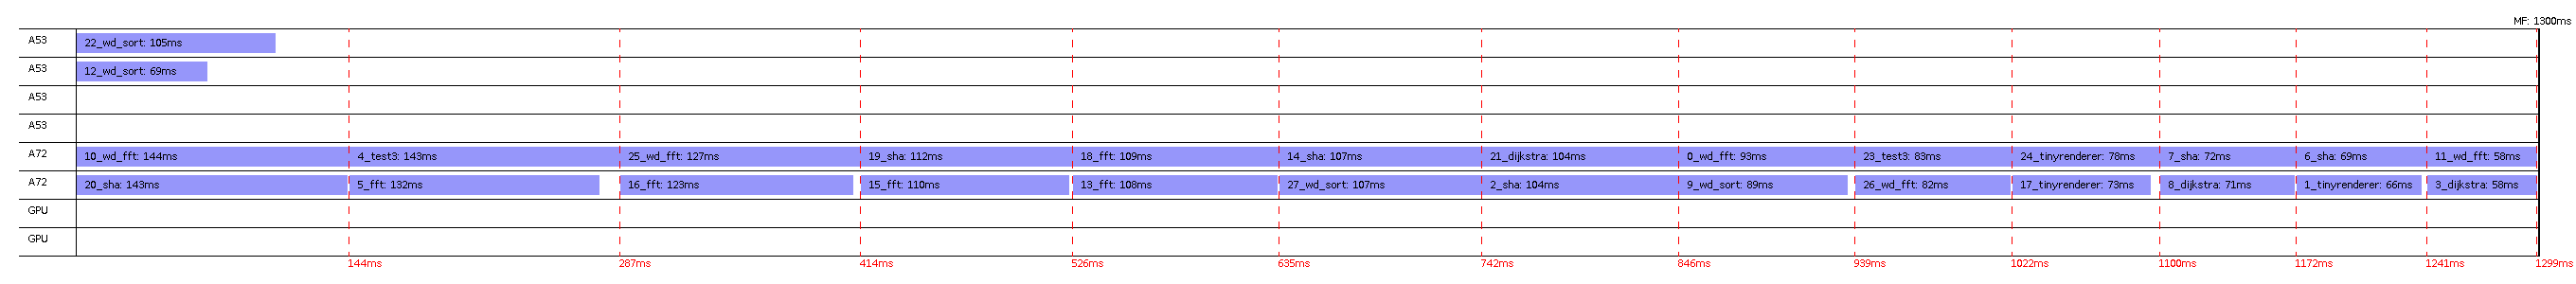 MF: 1300ms
A53 22_wd_sort: 105ms
A53 12_wd_sort: 69ms
A53
A53
A72 10_wd_fft: 144ms 4_test3: 143ms 25_wd_fft: 127ms 19_sha: 112ms 18_fft: 109ms 14_sha: 107ms 21_dijkstra: 104ms 0_wd_fft: 93ms 23_test3: 83ms 24_tinyrenderer: 78ms 7_sha: 72ms 6_sha: 69ms 11_wd_fft: 58ms
A72 20_sha: 143ms 5_fft: 132ms 16_fft: 123ms 15_fft: 110ms 13_fft: 108ms 27_wd_sort: 107ms 2_sha: 104ms 9_wd_sort: 89ms 26_wd_fft: 82ms 17_tinyrenderer: 73ms 8_dijkstra: 71ms 1_tinyrenderer: 66ms 3_dijkstra: 58ms
GPU
GPU
144ms 287ms 414ms 526ms 635ms 742ms 846ms 939ms 1022ms 1100ms 1172ms 1241ms 1299ms